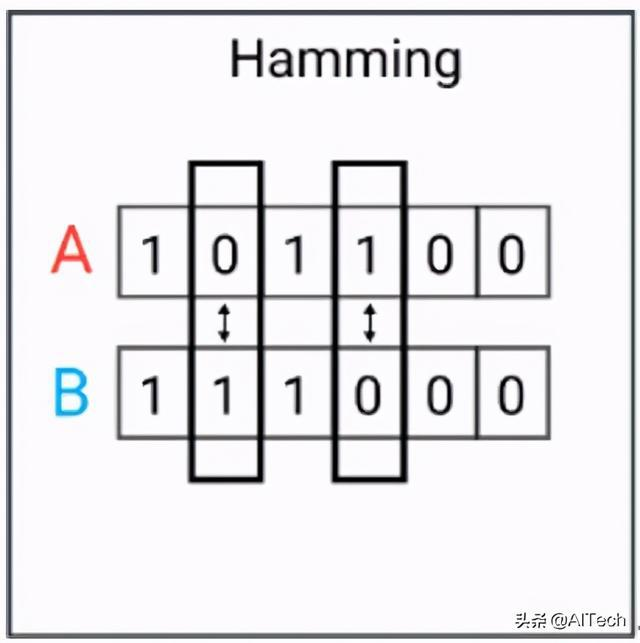 Hamming
A 1 0 1 1 0 0
B 1 1 1 0 0 0
头条 @AITech